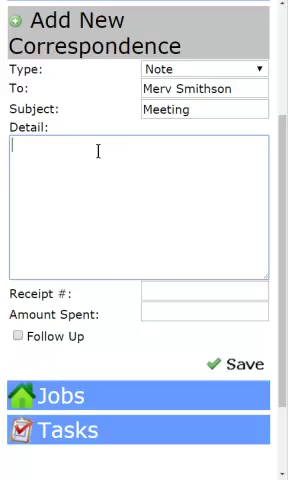 Add New
Correspondence
Type: Note
To: Merv Smithson
Subject: Meeting
Detail:
Receipt #:
Amount Spent:
Follow Up
Save
Jobs
Tasks